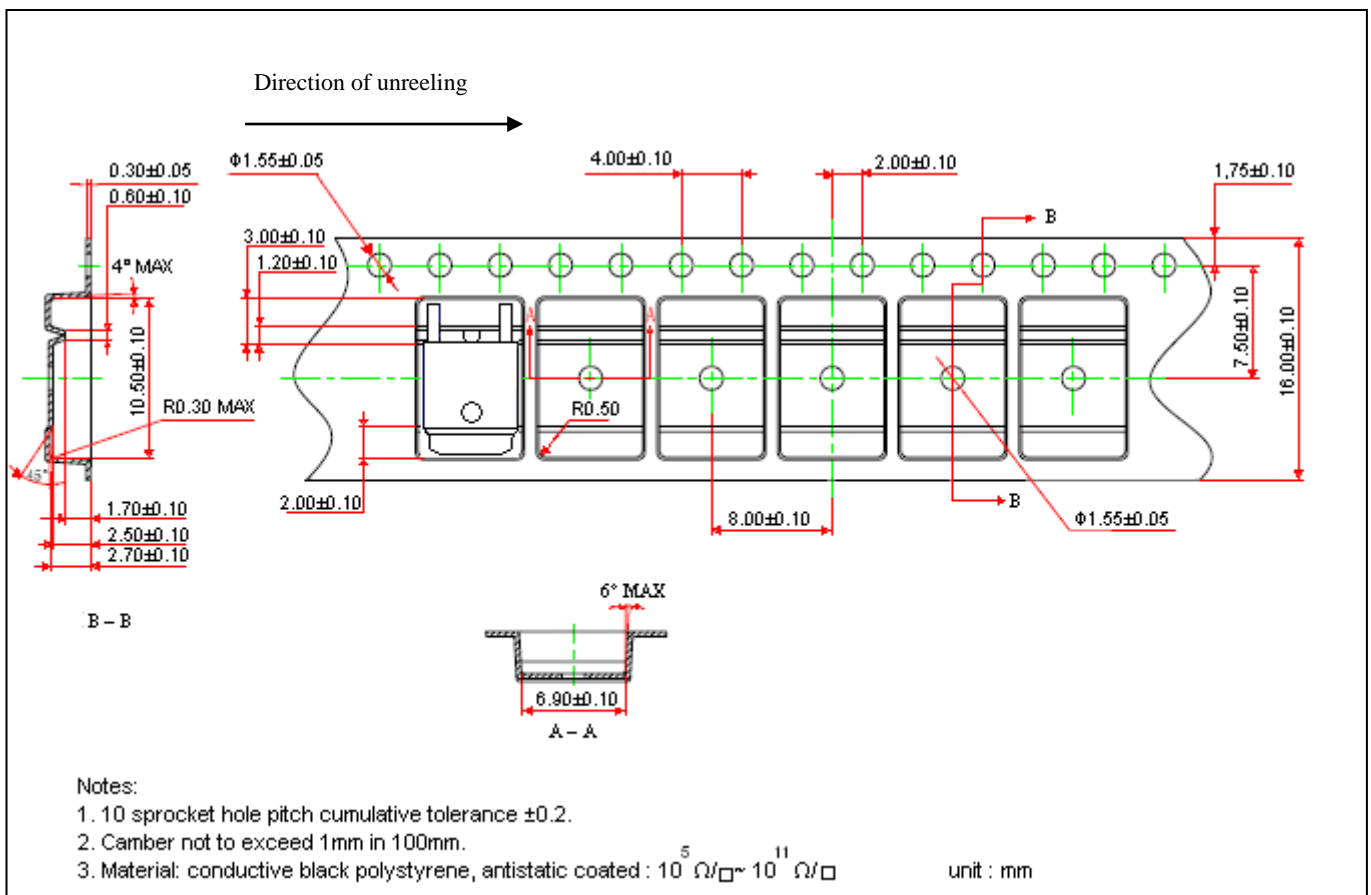 Direction of unreeling
0.30±0.05
Φ1.55±0.05
4.00±0.10
2.00±0.10
1,75±0.10
0.60±0.10
B
3.00±0.10
1.20±0.10
4° MAX
A
A
10.50±0.10
7.50±0.10
16.00±0.10
R0.30 MAX
R0.50
45°
1.70±0.10
2.00±0.10
8.00±0.10
B
Φ1.55±0.05
2.50±0.10
2.70±0.10
6° MAX
B – B
6.90±0.10
A – A
Notes:
1. 10 sprocket hole pitch cumulative tolerance ±0.2.
2. Camber not to exceed 1mm in 100mm.
3. Material: conductive black polystyrene, antistatic coated : 10^5 Ω/□~ 10^11 Ω/□ unit : mm